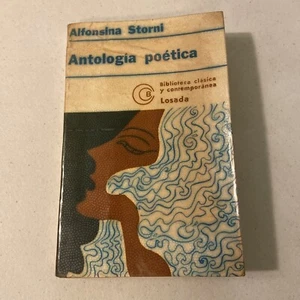 Alfonsina Storni
Antología poética
Biblioteca clásica
y contemporánea
Losada